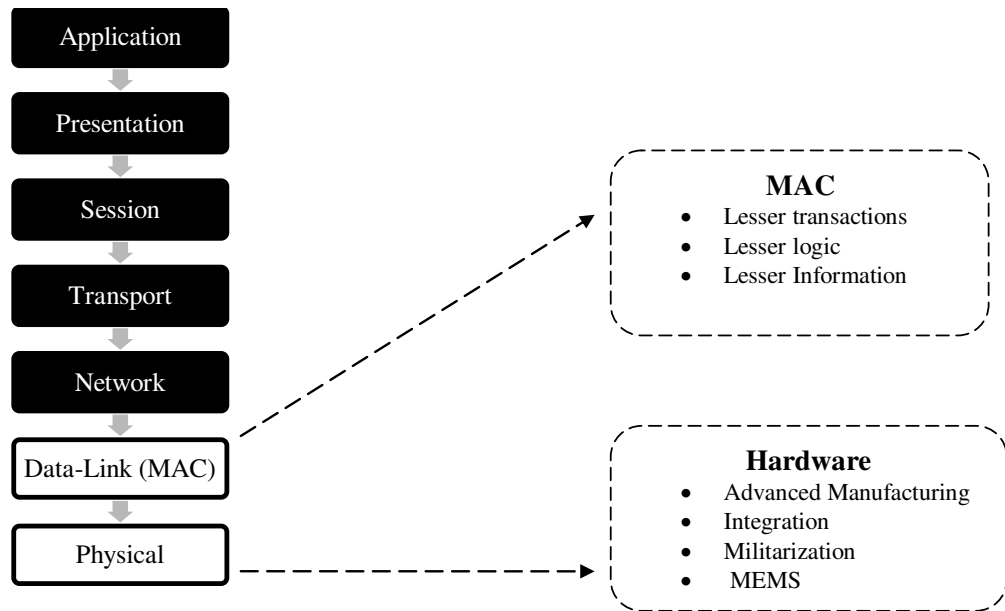 Application
Presentation
Session
Transport
Network
Data-Link (MAC)
Physical
MAC
• Lesser transactions
• Lesser logic
• Lesser Information
Hardware
• Advanced Manufacturing
• Integration
• Militarization
• MEMS